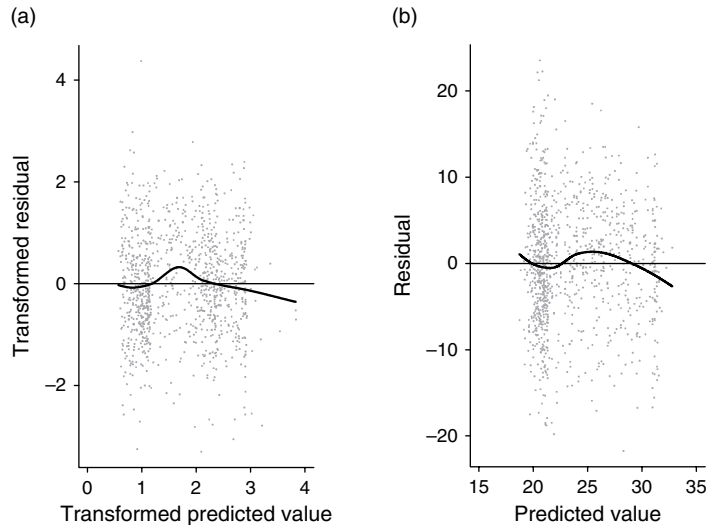 (a)
Transformed residual
4
2
0
–2
0 1 2 3 4
Transformed predicted value
(b)
Residual
20
10
0
–10
–20
15 20 25 30 35
Predicted value